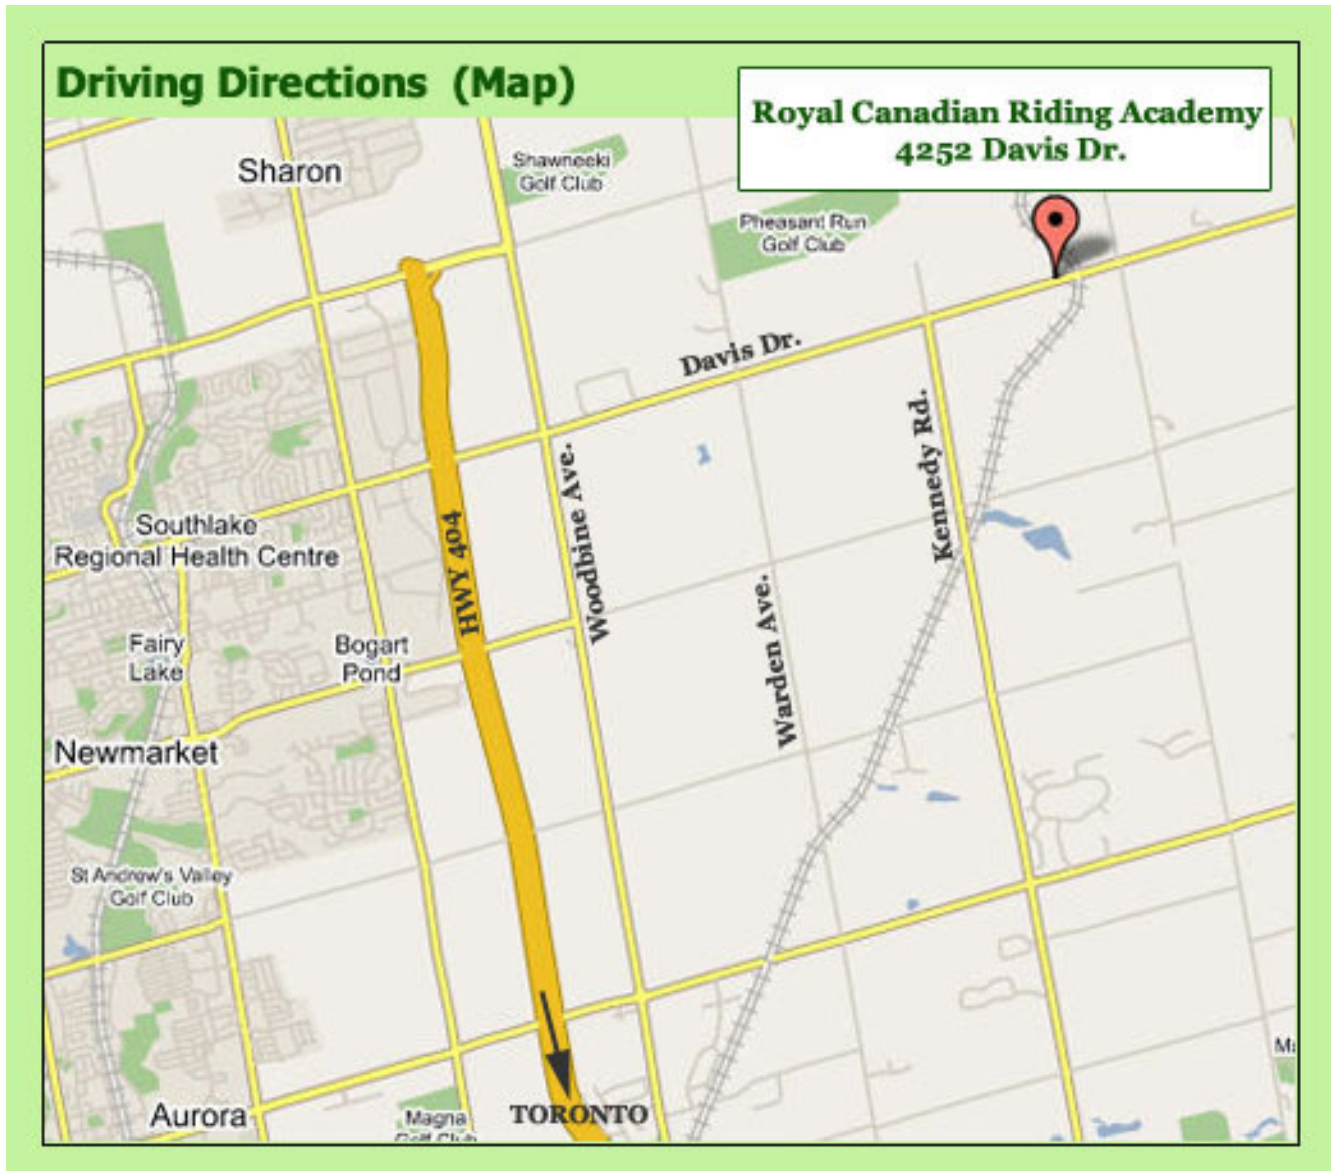 Driving Directions (Map)
Royal Canadian Riding Academy
4252 Davis Dr.
Sharon
Shawneeki
Golf Club
Pheasant Run
Golf Club
Davis Dr.
Kennedy Rd.
Woodbine Ave.
HWY 404
Southlake
Regional Health Centre
Warden Ave.
Fairy
Lake
Bogart
Pond
Newmarket
St Andrew's Valley
Golf Club
Aurora
Magna
Golf Club
TORONTO